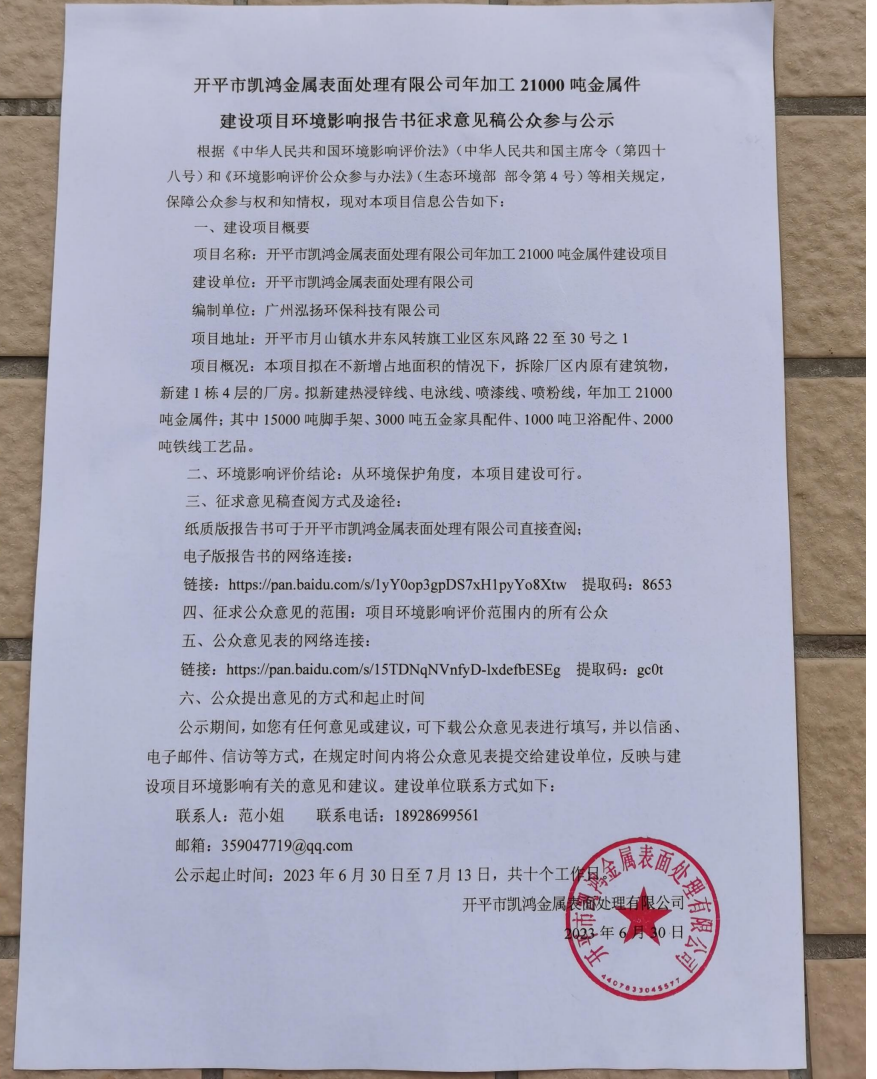 开平市凯鸿金属表面处理有限公司年加工 21000 吨金属件
建设项目环境影响报告书征求意见稿公众参与公示
根据《中华人民共和国环境影响评价法》（中华人民共和国主席令（第四十
八号）和《环境影响评价公众参与办法》（生态环境部 部令第 4 号）等相关规定，
保障公众参与权和知情权，现对本项目信息公告如下：
一、建设项目概要
项目名称：开平市凯鸿金属表面处理有限公司年加工 21000 吨金属件建设项目
建设单位：开平市凯鸿金属表面处理有限公司
编制单位：广州泓扬环保科技有限公司
项目地址：开平市月山镇水井东风转旗工业区东风路 22 至 30 号之 1
项目概况：本项目拟在不新增占地面积的情况下，拆除厂区内原有建筑物，
新建 1 栋 4 层的厂房。拟新建热浸锌线、电泳线、喷漆线、喷粉线，年加工 21000
吨金属件；其中 15000 吨脚手架、3000 吨五金家具配件、1000 吨卫浴配件、2000
吨铁线工艺品。
二、环境影响评价结论：从环境保护角度，本项目建设可行。
三、征求意见稿查阅方式及途径：
纸质版报告书可于开平市凯鸿金属表面处理有限公司直接查阅；
电子版报告书的网络连接：
链接：https://pan.baidu.com/s/1yY0op3gpDS7xH1pyYo8Xtw 提取码：8653
四、征求公众意见的范围：项目环境影响评价范围内的所有公众
五、公众意见表的网络连接：
链接：https://pan.baidu.com/s/15TDNqNVnfyD-lxdefbESEg 提取码：gc0t
六、公众提出意见的方式和起止时间
公示期间，如您有任何意见或建议，可下载公众意见表进行填写，并以信函、
电子邮件、信访等方式，在规定时间内将公众意见表提交给建设单位，反映与建
设项目环境影响有关的意见和建议。建设单位联系方式如下：
联系人：范小姐 联系电话：18928699561
邮箱：359047719@qq.com
公示起止时间：2023 年 6 月 30 日至 7 月 13 日，共十个工作日。
开平市凯鸿金属表面处理有限公司
2023 年 6 月 30 日
开平市凯鸿金属表面处理有限公司
4407833045577